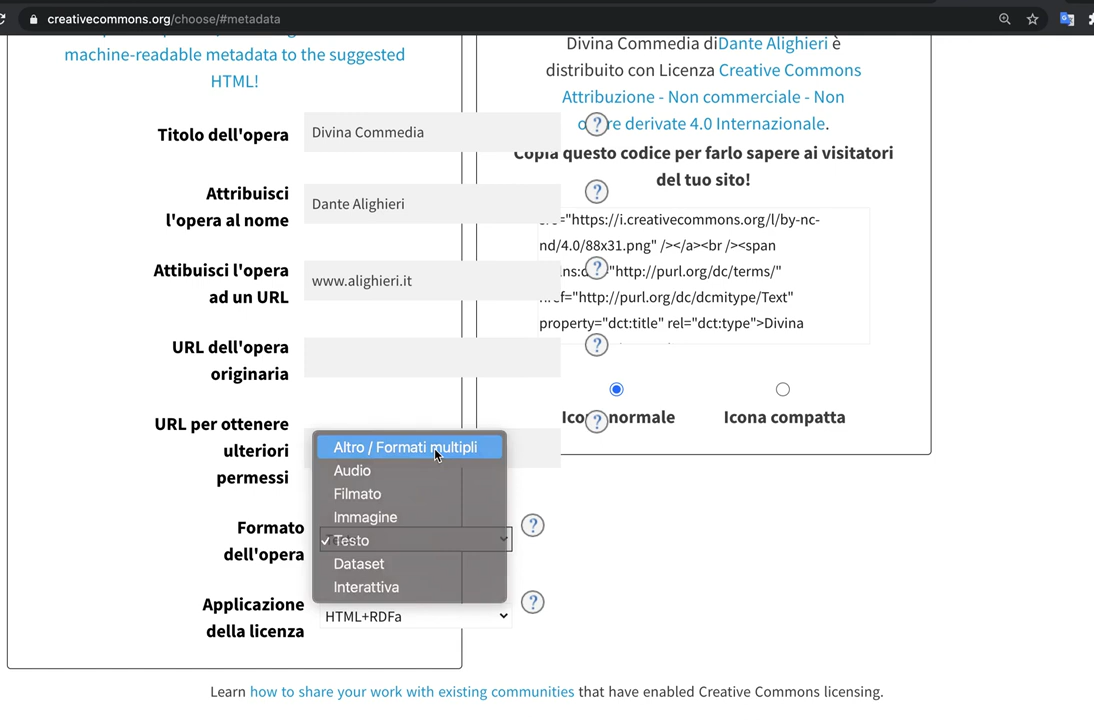 creativecommons.org/choose/#metadata
machine-readable metadata to the suggested
HTML!
Titolo dell'opera
Divina Commedia
Attribuisci
l'opera al nome
Dante Alighieri
Attibuisci l'opera
ad un URL
www.alighieri.it
URL dell'opera
originaria
URL per ottenere
ulteriori
permessi
Altro / Formati multipli
Audio
Filmato
Immagine
✓ Testo
Dataset
Interattiva
Formato
dell'opera
Applicazione
della licenza
HTML+RDFa
Divina Commedia diDante Alighieri è
distribuito con Licenza Creative Commons
Attribuzione - Non commerciale - Non
re derivate 4.0 Internazionale.
Copia questo codice per farlo sapere ai visitatori
del tuo sito!
"https://i.creativecommons.org/l/by-nc-
nd/4.0/88x31.png" /></a><br /><span
"http://purl.org/dc/terms/"
href="http://purl.org/dc/dcmitype/Text"
property="dct:title" rel="dct:type">Divina
Icona normale
Icona compatta
Learn how to share your work with existing communities that have enabled Creative Commons licensing.